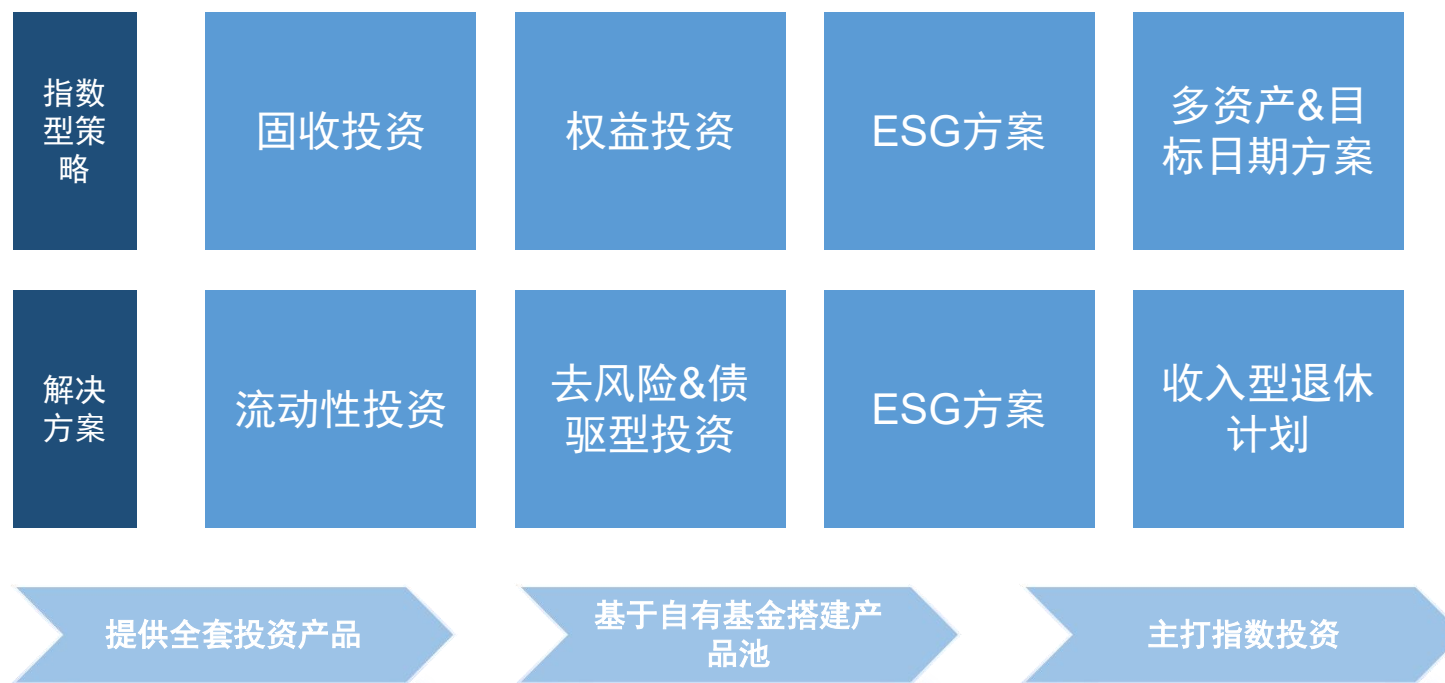 指数
型策
略
固收投资
权益投资
ESG方案
多资产&目
标日期方案
解决
方案
流动性投资
去风险&债
驱型投资
ESG方案
收入型退休
计划
提供全套投资产品
基于自有基金搭建产
品池
主打指数投资